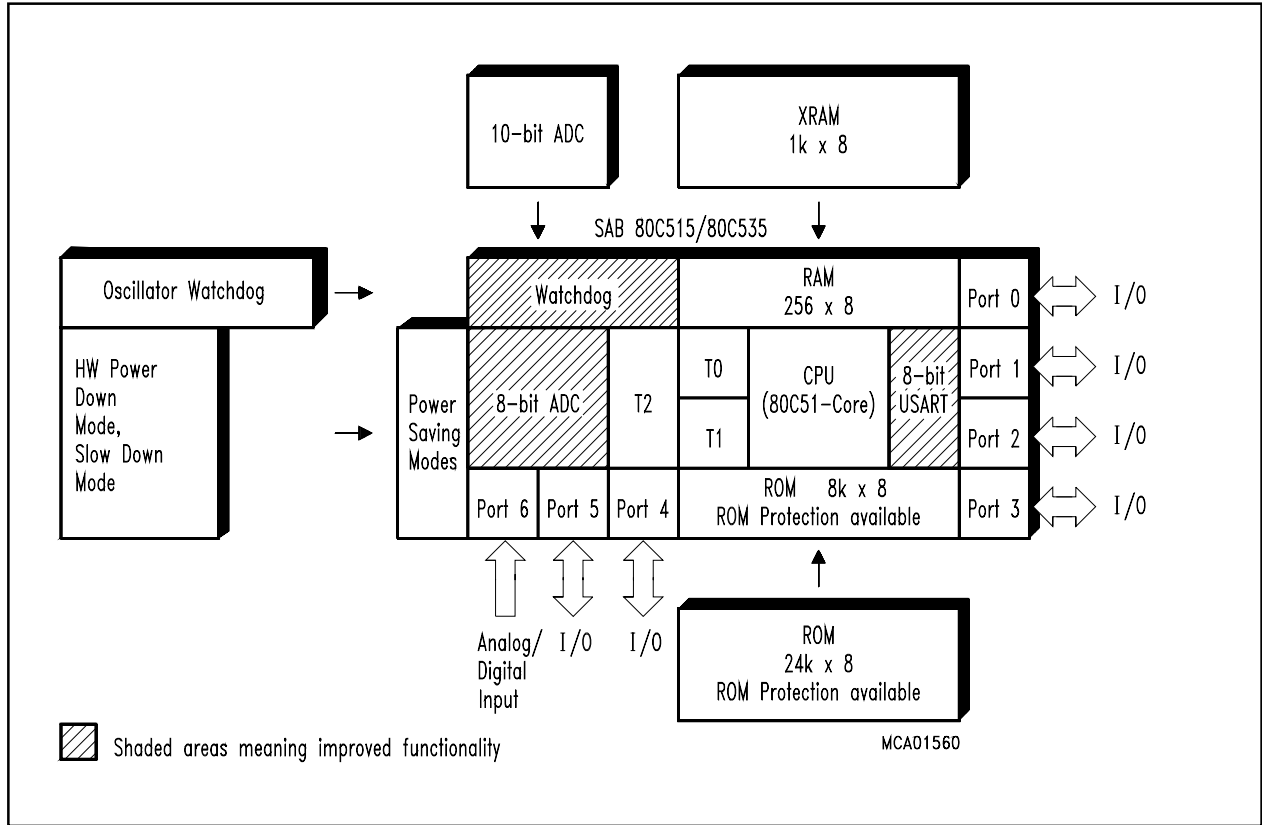 10-bit ADC
XRAM
1k x 8
SAB 80C515/80C535
Oscillator Watchdog
Watchdog
RAM
256 x 8
Port 0
I/O
HW Power
Down
Mode,
Slow Down
Mode
Power
Saving
Modes
8-bit ADC
T2
T0
T1
CPU
(80C51-Core)
8-bit
USART
Port 1
I/O
Port 2
I/O
Port 6
Port 5
Port 4
ROM 8k x 8
ROM Protection available
Port 3
I/O
Analog/
Digital
Input
I/O
I/O
ROM
24k x 8
ROM Protection available
Shaded areas meaning improved functionality
MCA01560